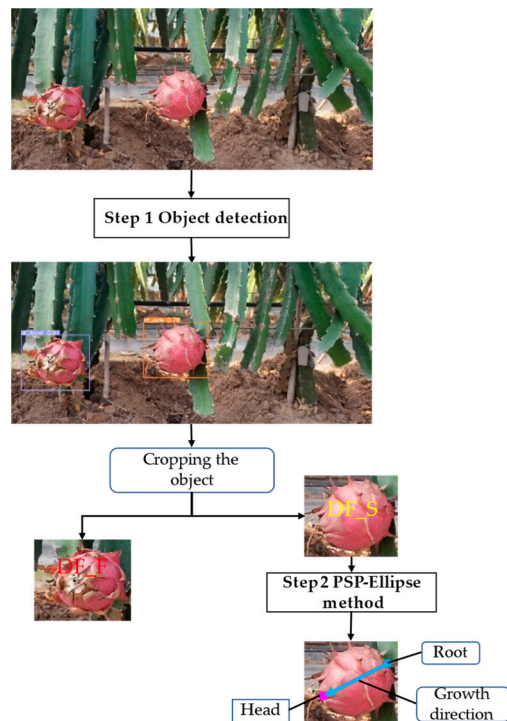 Step 1 Object detection
Cropping the
object
DF_S
DF_F
Step 2 PSP-Ellipse
method
Root
Head
Growth
direction